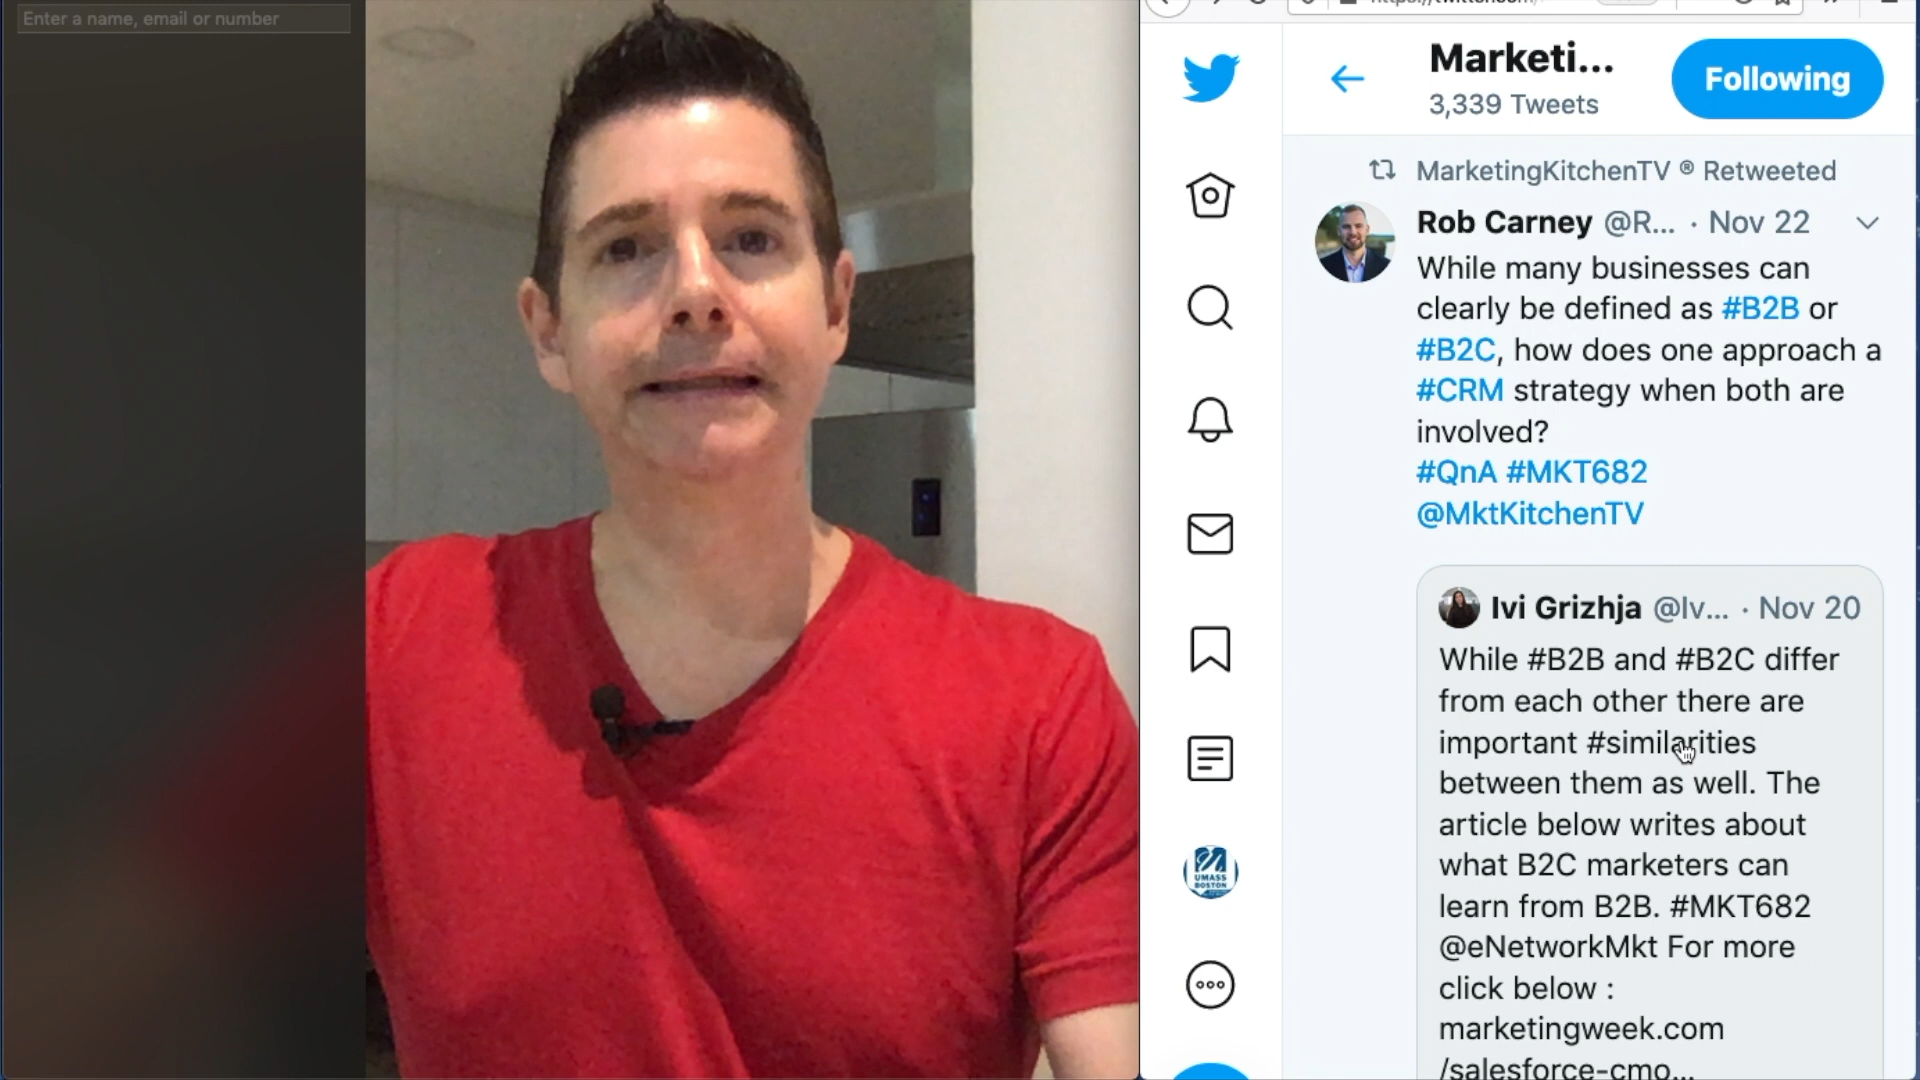 Enter a name, email or number
Marketi...
3,339 Tweets
Following
MarketingKitchenTV ® Retweeted
Rob Carney @R... · Nov 22
While many businesses can
clearly be defined as #B2B or
#B2C, how does one approach a
#CRM strategy when both are
involved?
#QnA #MKT682
@MktKitchenTV
Ivi Grizhja @Iv... · Nov 20
While #B2B and #B2C differ
from each other there are
important #similarities
between them as well. The
article below writes about
what B2C marketers can
learn from B2B. #MKT682
@eNetworkMkt For more
click below :
marketingweek.com
/salesforce-cmo...
UMASS
BOSTON